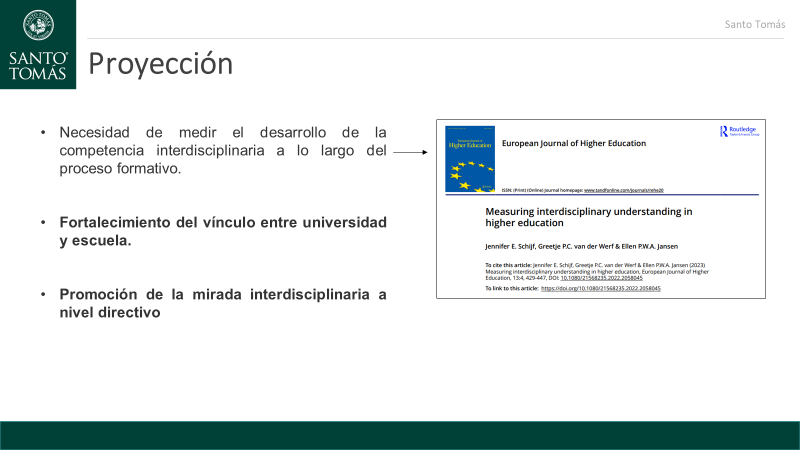 Santo Tomás
SANTO
TOMÁS
Proyección
• Necesidad de medir el desarrollo de la
competencia interdisciplinaria a lo largo del
proceso formativo.
• Fortalecimiento del vínculo entre universidad
y escuela.
• Promoción de la mirada interdisciplinaria a
nivel directivo
Higher Education
Routledge
Taylor & Francis Group
European Journal of Higher Education
ISSN: (Print) (Online) Journal homepage: www.tandfonline.com/journals/rehe20
Measuring interdisciplinary understanding in
higher education
Jennifer E. Schijf, Greetje P.C. van der Werf & Ellen P.W.A. Jansen
To cite this article: Jennifer E. Schijf, Greetje P.C. van der Werf & Ellen P.W.A. Jansen (2023)
Measuring interdisciplinary understanding in higher education, European Journal of Higher
Education, 13:4, 429-447, DOI: 10.1080/21568235.2022.2058045
To link to this article: https://doi.org/10.1080/21568235.2022.2058045